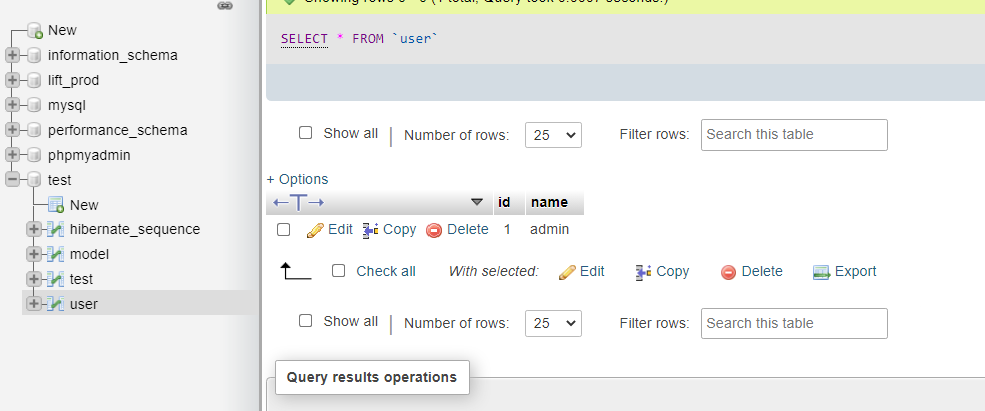 New
information_schema
lift_prod
mysql
performance_schema
phpmyadmin
test
New
hibernate_sequence
model
test
user
SELECT * FROM `user`
Show all | Number of rows: 25 Filter rows: Search this table
+ Options
←T→ id name
Edit Copy Delete 1 admin
Check all With selected: Edit Copy Delete Export
Show all | Number of rows: 25 Filter rows: Search this table
Query results operations